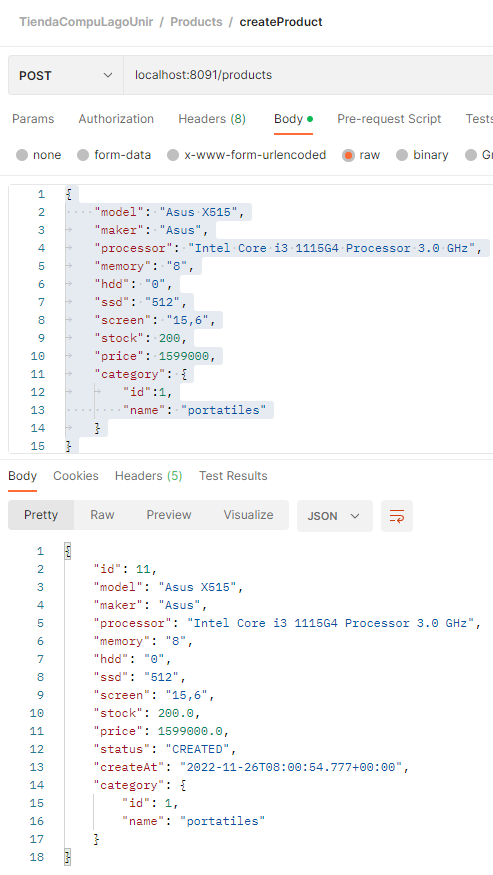 TiendaCompuLagoUnir / Products / createProduct
POST localhost:8091/products
Params Authorization Headers (8) Body Pre-request Script Tests
none form-data x-www-form-urlencoded raw binary
1 {
2 "model": "Asus X515",
3 "maker": "Asus",
4 "processor": "Intel Core i3 1115G4 Processor 3.0 GHz",
5 "memory": "8",
6 "hdd": "0",
7 "ssd": "512",
8 "screen": "15,6",
9 "stock": 200,
10 "price": 1599000,
11 "category": {
12 "id":1,
13 "name": "portatiles"
14 }
15 }
Body Cookies Headers (5) Test Results
Pretty Raw Preview Visualize JSON
1 {
2 "id": 11,
3 "model": "Asus X515",
4 "maker": "Asus",
5 "processor": "Intel Core i3 1115G4 Processor 3.0 GHz",
6 "memory": "8",
7 "hdd": "0",
8 "ssd": "512",
9 "screen": "15,6",
10 "stock": 200.0,
11 "price": 1599000.0,
12 "status": "CREATED",
13 "createAt": "2022-11-26T08:00:54.777+00:00",
14 "category": {
15 "id": 1,
16 "name": "portatiles"
17 }
18 }